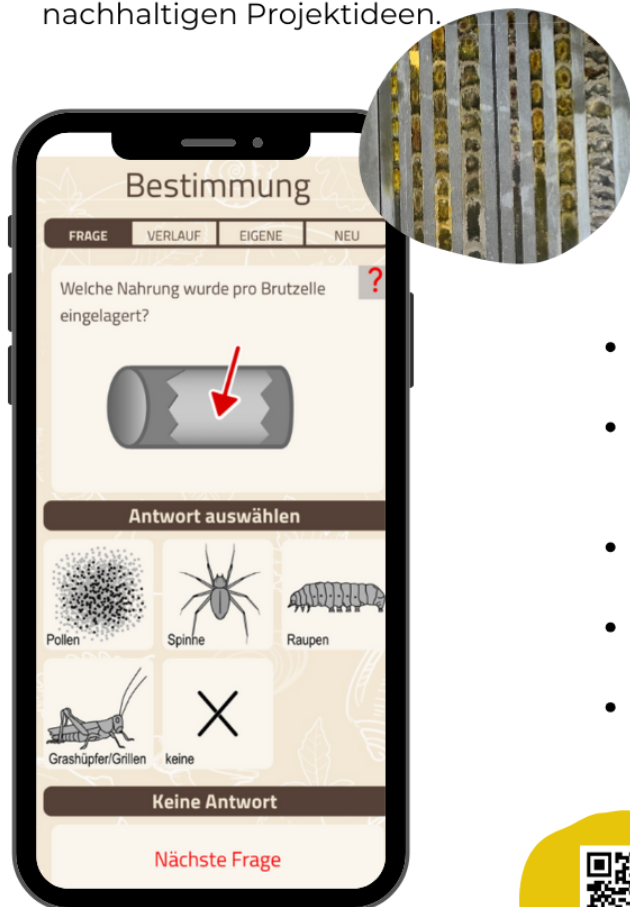 nachhaltigen Projektideen.
Bestimmung
FRAGE VERLAUF EIGENE NEU
Welche Nahrung wurde pro Brutzelle
eingelagert?
?
Antwort auswählen
Pollen Spinne Raupen
Grashüpfer/Grillen keine
Keine Antwort
Nächste Frage